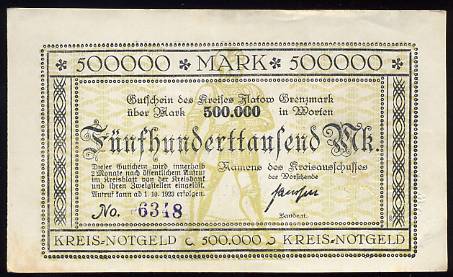 500000 MARK 500000
Gutschein des Kreises Flatow Grenzmark
über Mark 500.000 in Worten
Fünfhunderttausend Mk.
Dieser Gutschein wird innerhalb
2 Monate nach öffentlichem Aufruf
im Kreisblatt von der Kreisbank
und ihren Zweigstellen eingelöst.
Aufruf kann ab 1. 10. 1923 erfolgen.
Namens des Kreisausschusses
der Vorsitzende
Landrat.
No. 6348
KREIS-NOTGELD 500.000 KREIS-NOTGELD